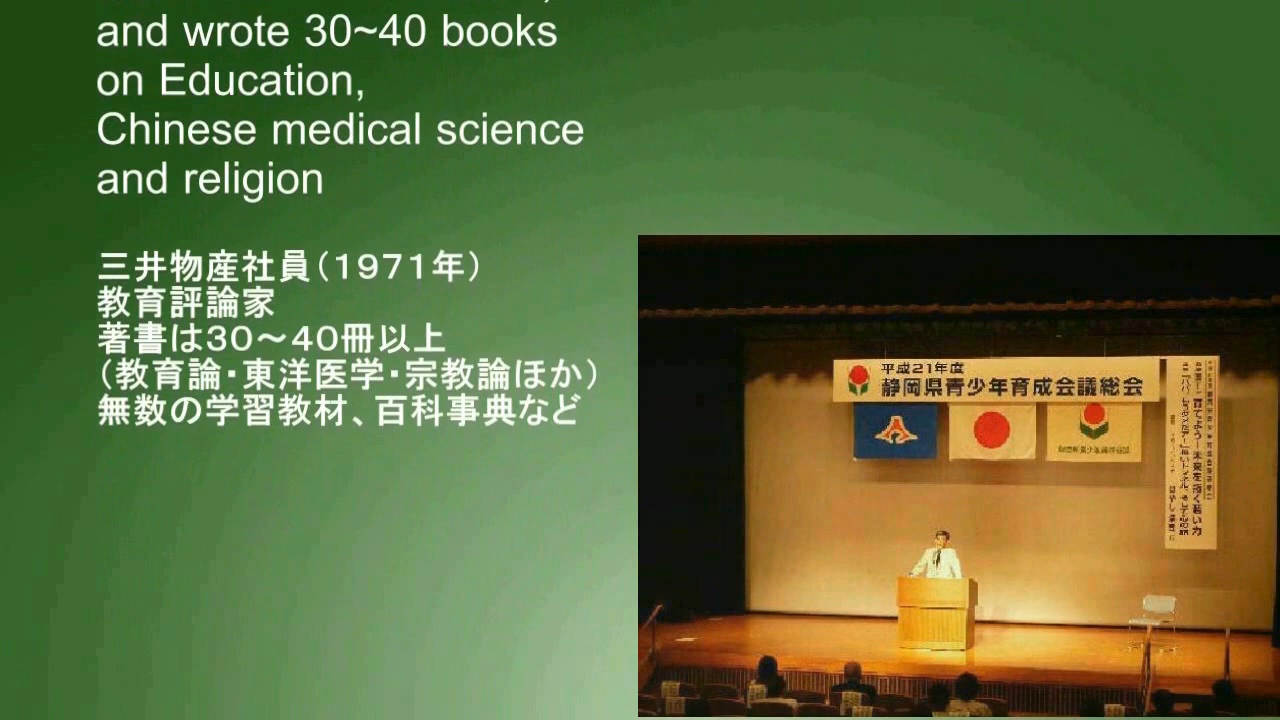 and wrote 30~40 books
on Education,
Chinese medical science
and religion
三井物産社員（１９７１年）
教育評論家
著書は３０～４０冊以上
（教育論・東洋医学・宗教論ほか）
無数の学習教材、百科事典など
平成21年度
静岡県青少年育成会議総会